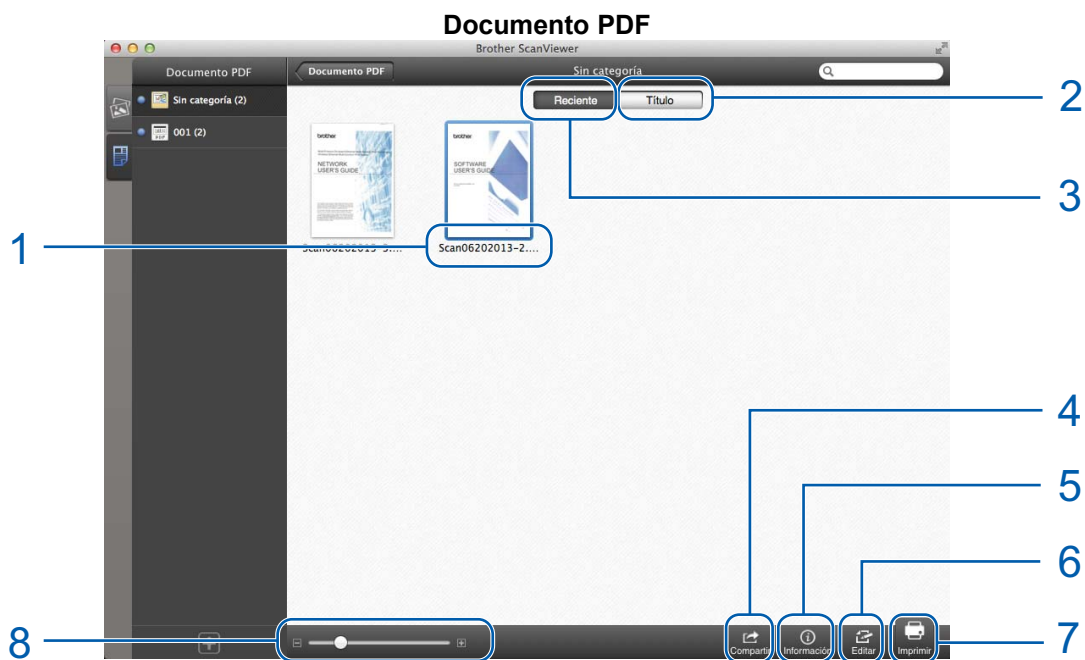 Documento PDF
Brother ScanViewer
Documento PDF
Documento PDF
Sin categoría
Sin categoría (2)
Reciente
Título
2
001 (2)
brother
NETWORK
USER'S GUIDE
brother
SOFTWARE
USER'S GUIDE
3
1
Scan06202013-3....
Scan06202013-2....
4
5
6
8
Compartir
Información
Editar
Imprimir
7